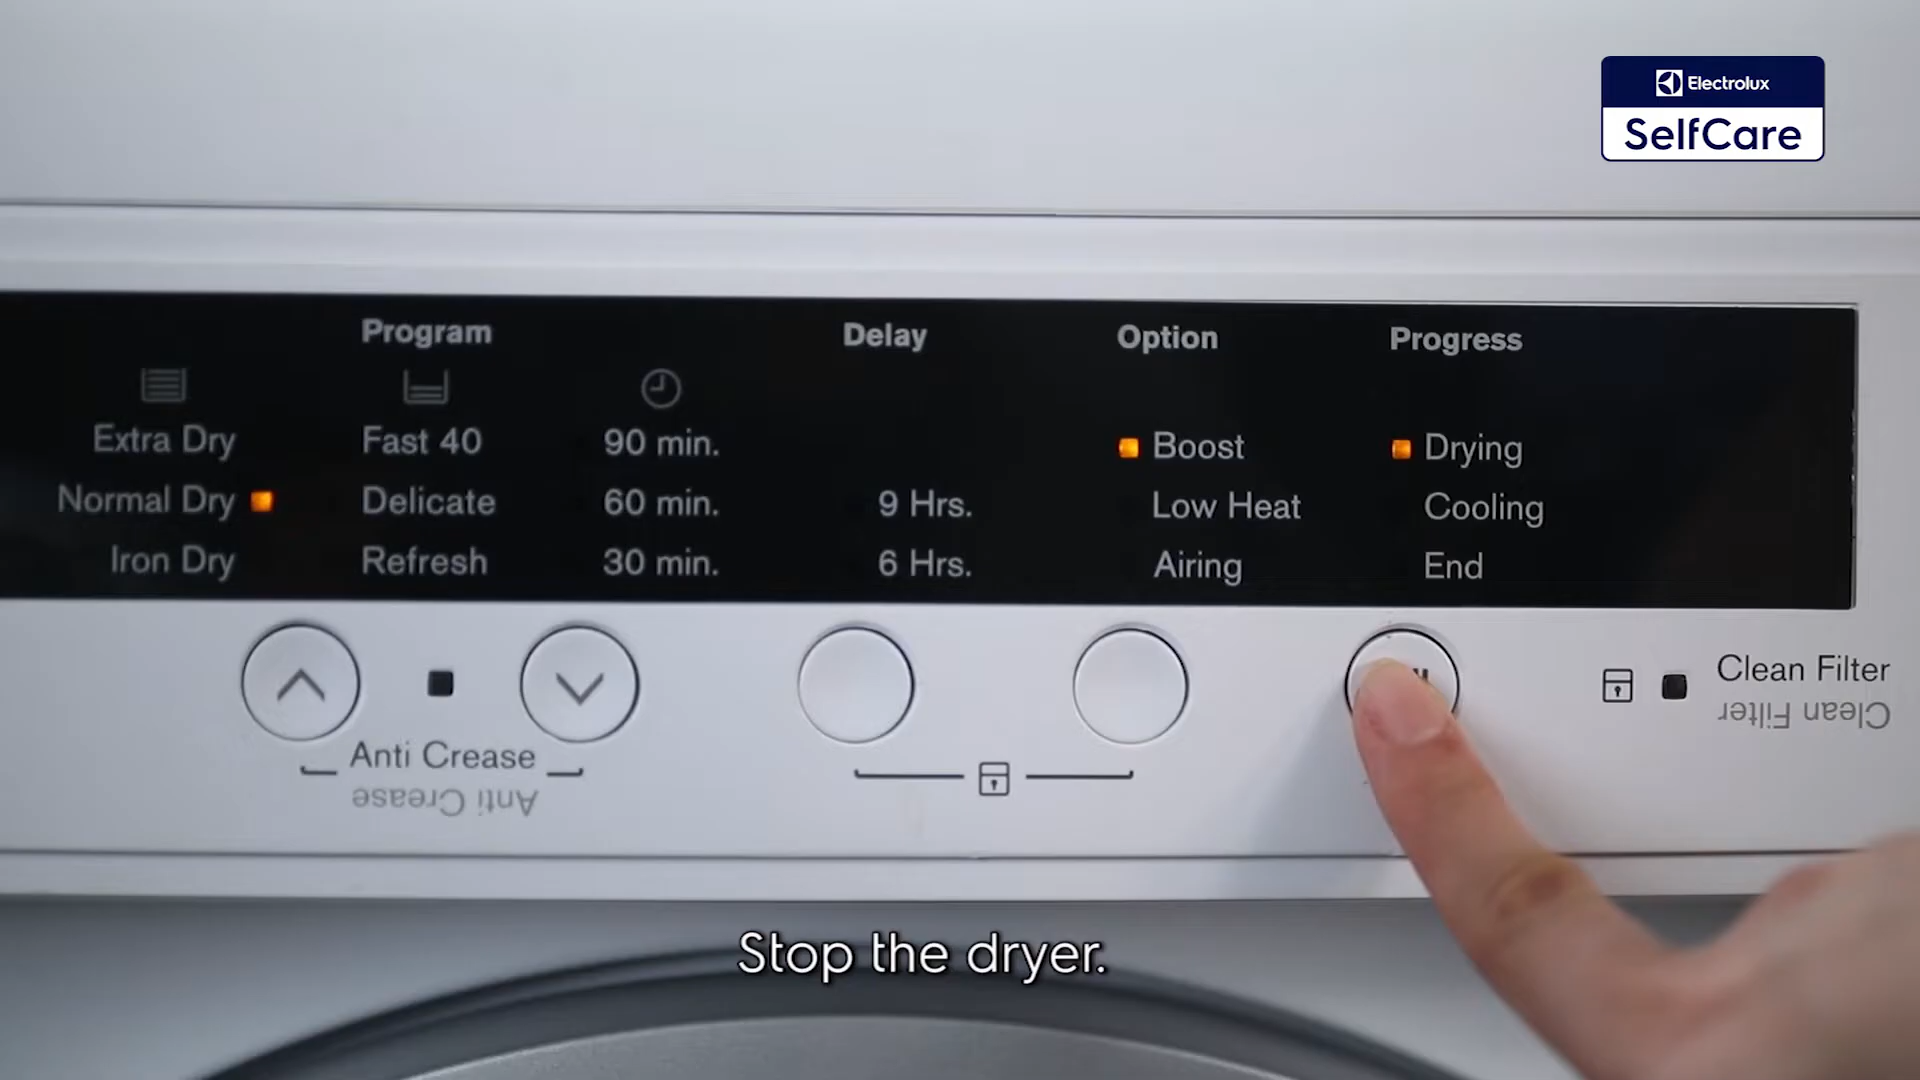 Electrolux
SelfCare
Program
Delay
Option
Progress
Extra Dry
Fast 40
90 min.
Boost
Drying
Normal Dry
Delicate
60 min.
9 Hrs.
Low Heat
Cooling
Iron Dry
Refresh
30 min.
6 Hrs.
Airing
End
Clean Filter
Clean Filter
Anti Crease
Anti Crease
Stop the dryer.